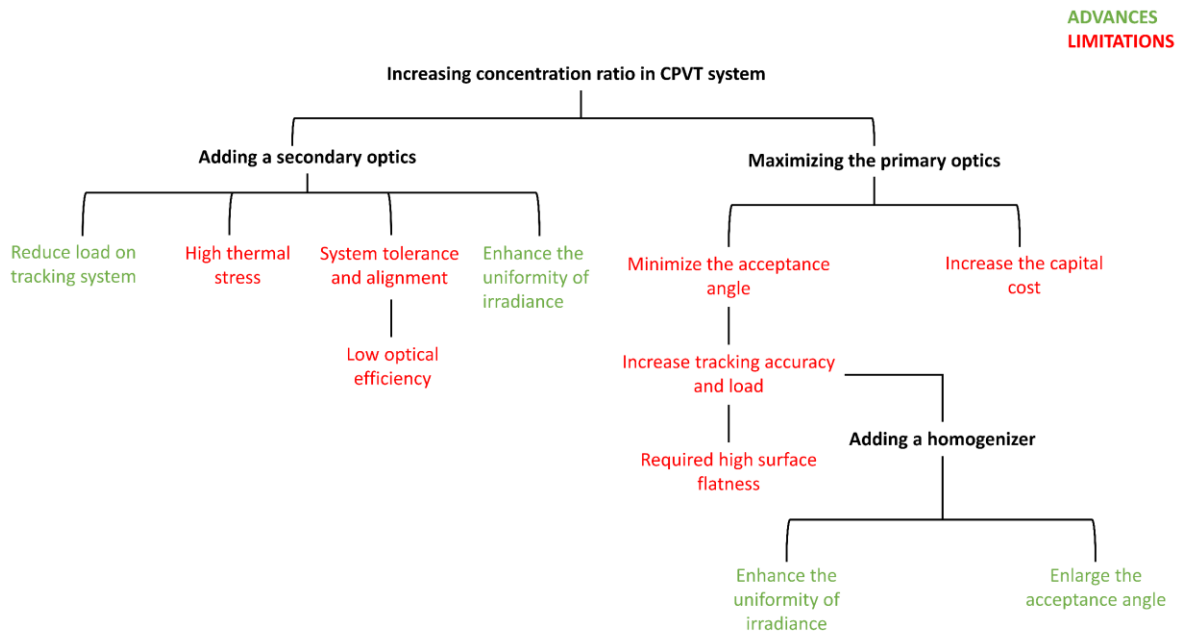 ADVANCES
LIMITATIONS
Increasing concentration ratio in CPVT system
Adding a secondary optics
Maximizing the primary optics
Reduce load on
tracking system
High thermal
stress
System tolerance
and alignment
Enhance the
uniformity of
irradiance
Minimize the acceptance
angle
Increase the capital
cost
Low optical
efficiency
Increase tracking accuracy
and load
Adding a homogenizer
Required high surface
flatness
Enhance the
uniformity of
irradiance
Enlarge the
acceptance angle